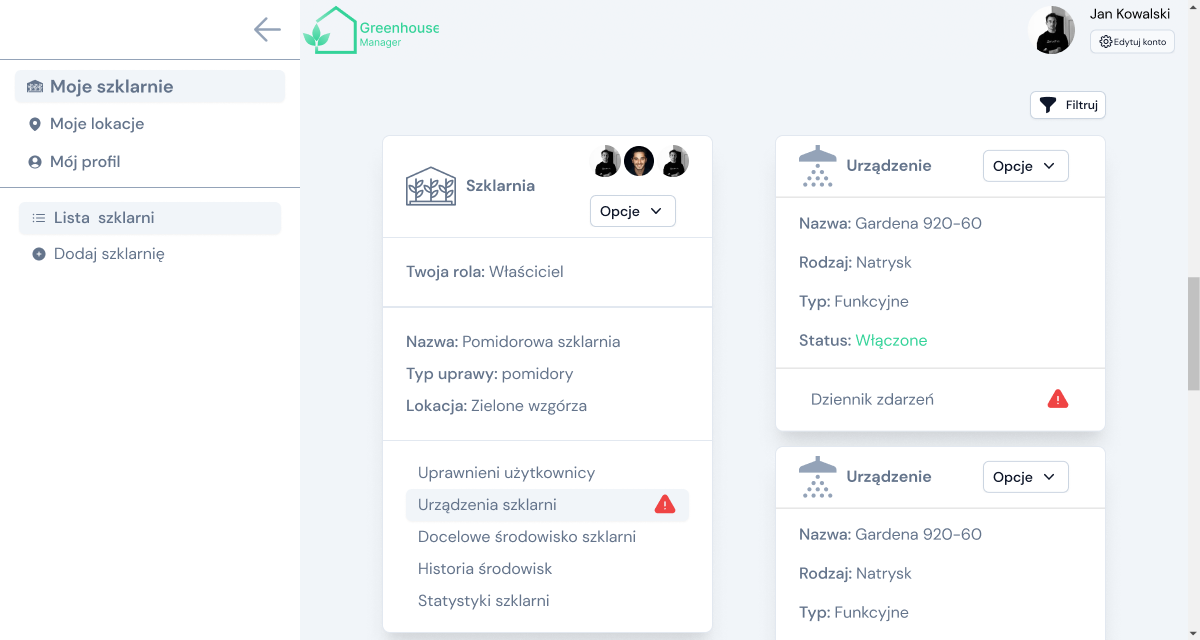 Greenhouse
Manager
Jan Kowalski
Edytuj konto
Moje szklarnie
Moje lokacje
Mój profil
Lista szklarni
Dodaj szklarnię
Filtruj
Szklarnia
Opcje
Twoja rola: Właściciel
Nazwa: Pomidorowa szklarnia
Typ uprawy: pomidory
Lokacja: Zielone wzgórza
Uprawnieni użytkownicy
Urządzenia szklarni
Docelowe środowisko szklarni
Historia środowisk
Statystyki szklarni
Urządzenie
Opcje
Nazwa: Gardena 920-60
Rodzaj: Natrysk
Typ: Funkcyjne
Status: Włączone
Dziennik zdarzeń
Urządzenie
Opcje
Nazwa: Gardena 920-60
Rodzaj: Natrysk
Typ: Funkcyjne